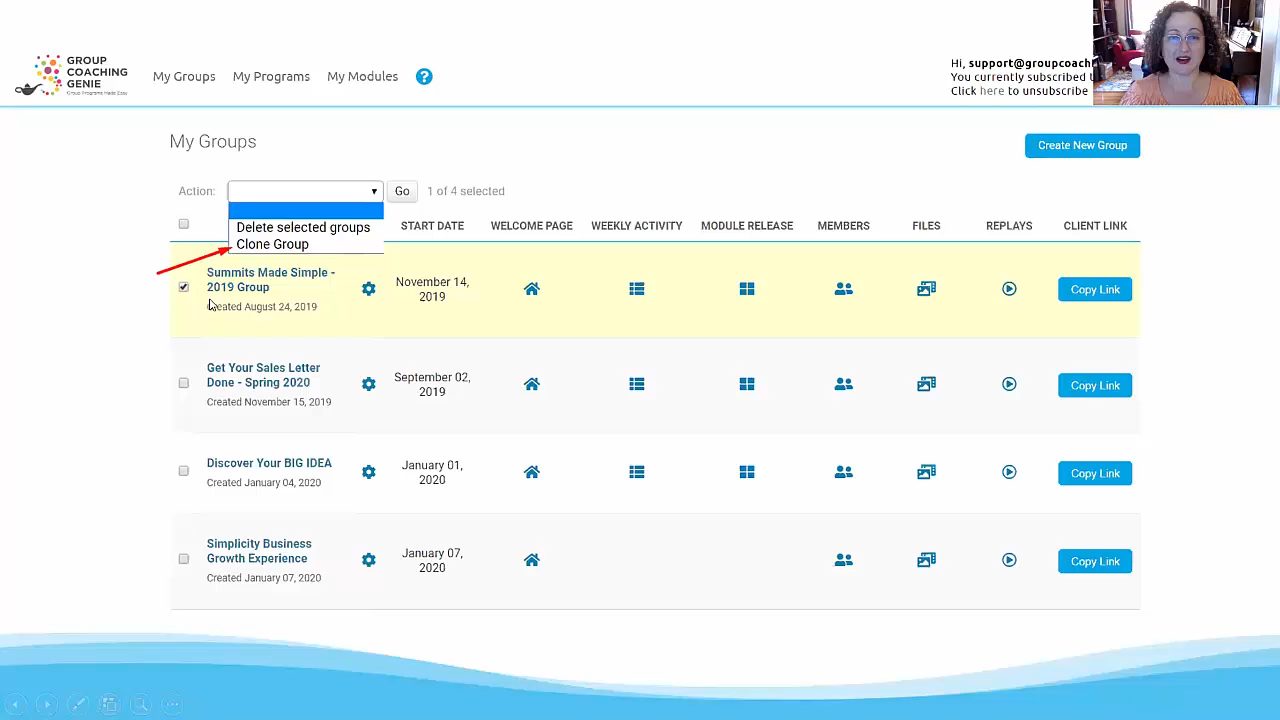 GROUP
COACHING
GENIE
Group Programs Made Easy
My Groups My Programs My Modules ?
Hi, support@groupcoach
You currently subscribed t
Click here to unsubscribe
My Groups
Create New Group
Action: Go 1 of 4 selected
Delete selected groups
Clone Group
START DATE WELCOME PAGE WEEKLY ACTIVITY MODULE RELEASE MEMBERS FILES REPLAYS CLIENT LINK
Summits Made Simple -
2019 Group
Created August 24, 2019
November 14,
2019
Copy Link
Get Your Sales Letter
Done - Spring 2020
Created November 15, 2019
September 02,
2019
Copy Link
Discover Your BIG IDEA
Created January 04, 2020
January 01,
2020
Copy Link
Simplicity Business
Growth Experience
Created January 07, 2020
January 07,
2020
Copy Link